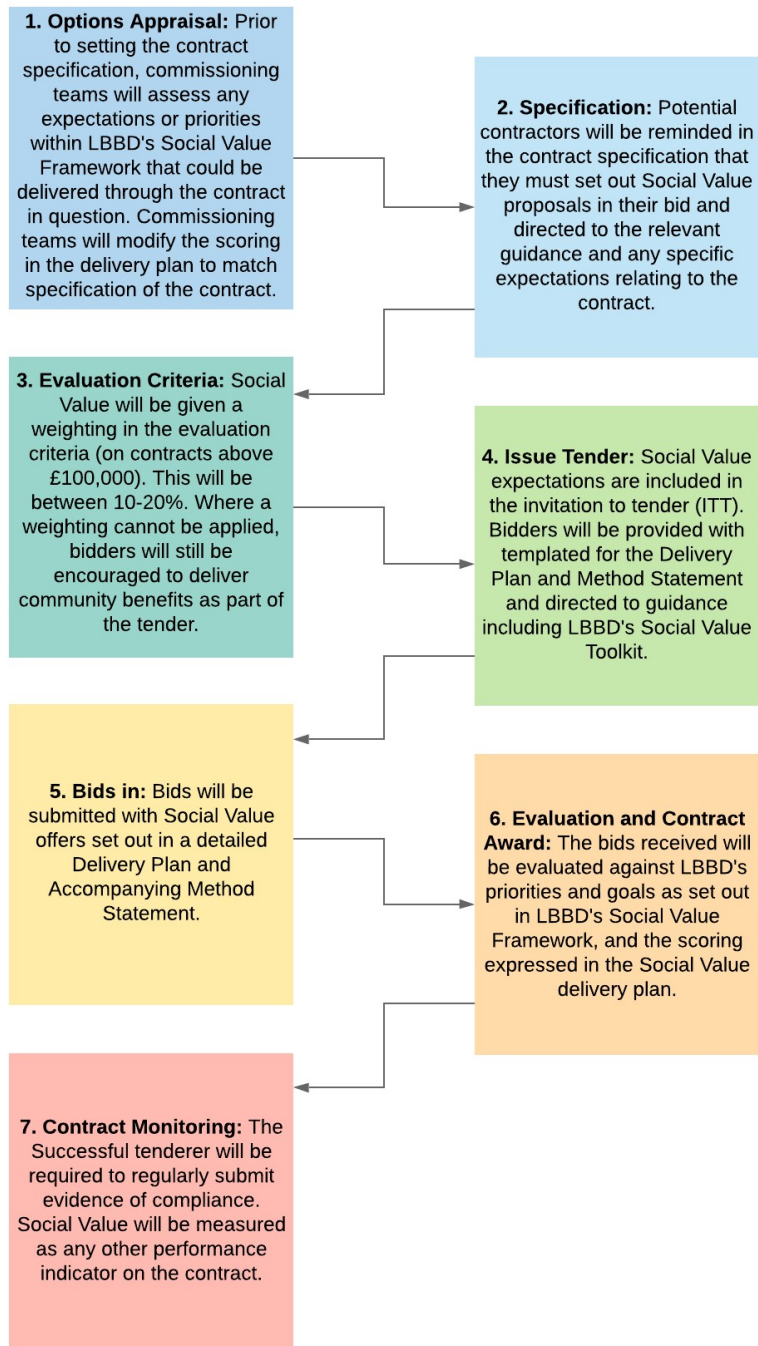 1. Options Appraisal: Prior
to setting the contract
specification, commissioning
teams will assess any
expectations or priorities
within LBBD's Social Value
Framework that could be
delivered through the contract
in question. Commissioning
teams will modify the scoring
in the delivery plan to match
specification of the contract.
2. Specification: Potential
contractors will be reminded in
the contract specification that
they must set out Social Value
proposals in their bid and
directed to the relevant
guidance and any specific
expectations relating to the
contract.
3. Evaluation Criteria: Social
Value will be given a
weighting in the evaluation
criteria (on contracts above
£100,000). This will be
between 10-20%. Where a
weighting cannot be applied,
bidders will still be
encouraged to deliver
community benefits as part of
the tender.
4. Issue Tender: Social Value
expectations are included in
the invitation to tender (ITT).
Bidders will be provided with
templated for the Delivery
Plan and Method Statement
and directed to guidance
including LBBD's Social Value
Toolkit.
5. Bids in: Bids will be
submitted with Social Value
offers set out in a detailed
Delivery Plan and
Accompanying Method
Statement.
6. Evaluation and Contract
Award: The bids received will
be evaluated against LBBD's
priorities and goals as set out
in LBBD's Social Value
Framework, and the scoring
expressed in the Social Value
delivery plan.
7. Contract Monitoring: The
Successful tenderer will be
required to regularly submit
evidence of compliance.
Social Value will be measured
as any other performance
indicator on the contract.